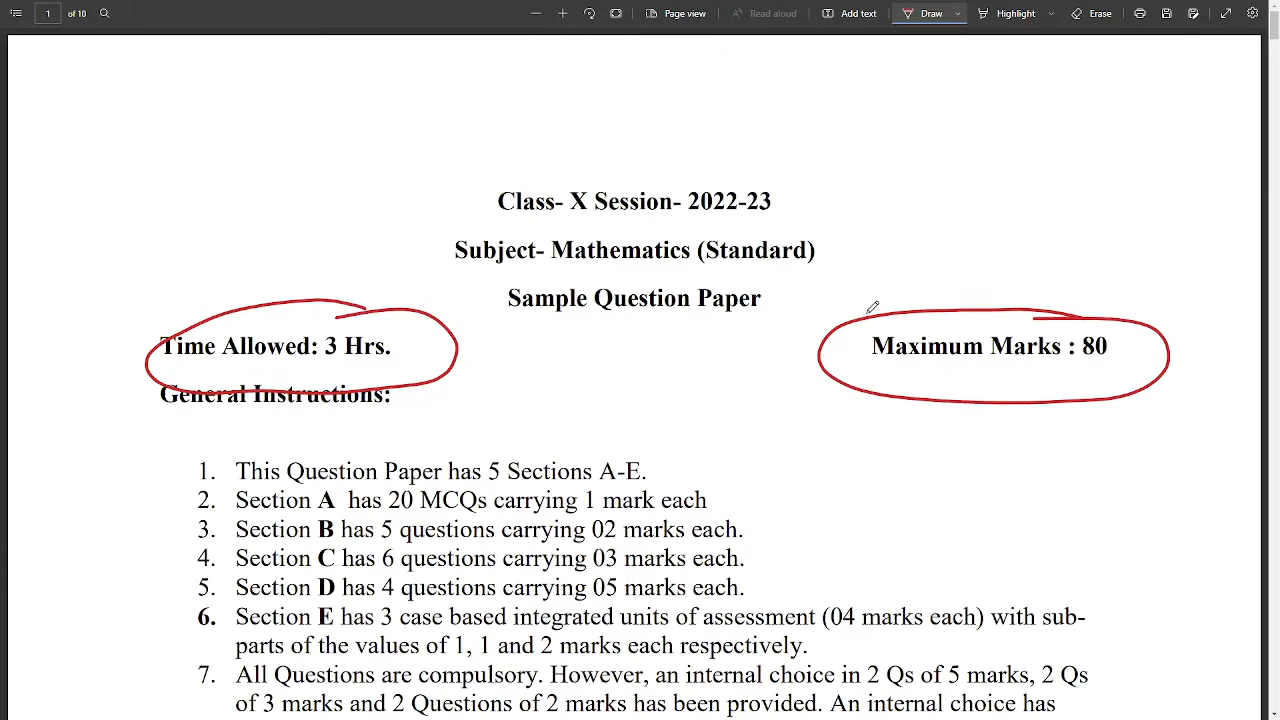 1 of 10 Page view Read aloud Add text Draw Highlight Erase
Class- X Session- 2022-23
Subject- Mathematics (Standard)
Sample Question Paper
Time Allowed: 3 Hrs. Maximum Marks : 80
General Instructions:
1. This Question Paper has 5 Sections A-E.
2. Section A has 20 MCQs carrying 1 mark each
3. Section B has 5 questions carrying 02 marks each.
4. Section C has 6 questions carrying 03 marks each.
5. Section D has 4 questions carrying 05 marks each.
6. Section E has 3 case based integrated units of assessment (04 marks each) with sub-
parts of the values of 1, 1 and 2 marks each respectively.
7. All Questions are compulsory. However, an internal choice in 2 Qs of 5 marks, 2 Qs
of 3 marks and 2 Questions of 2 marks has been provided. An internal choice has